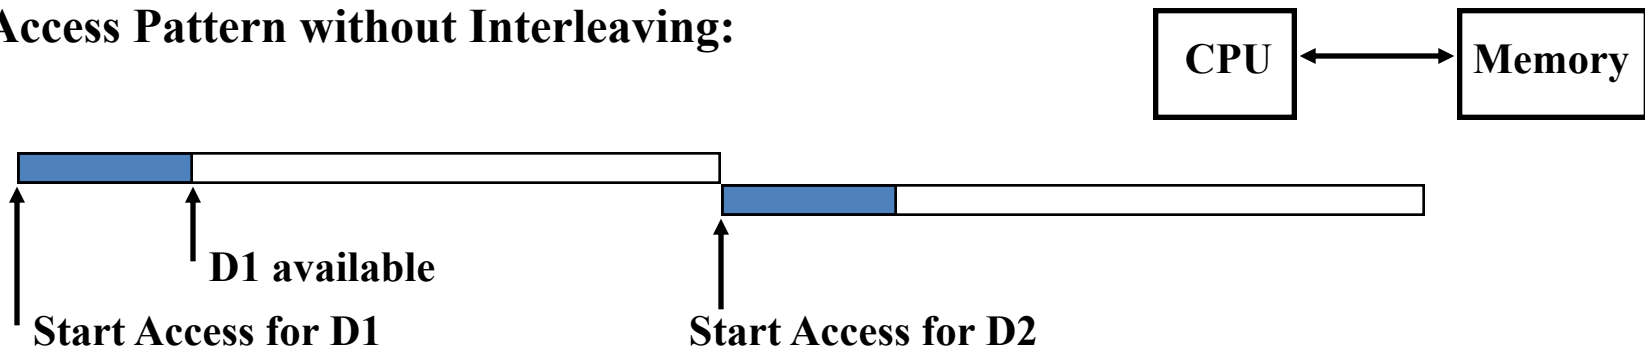 Access Pattern without Interleaving:
CPU
Memory
D1 available
Start Access for D1
Start Access for D2